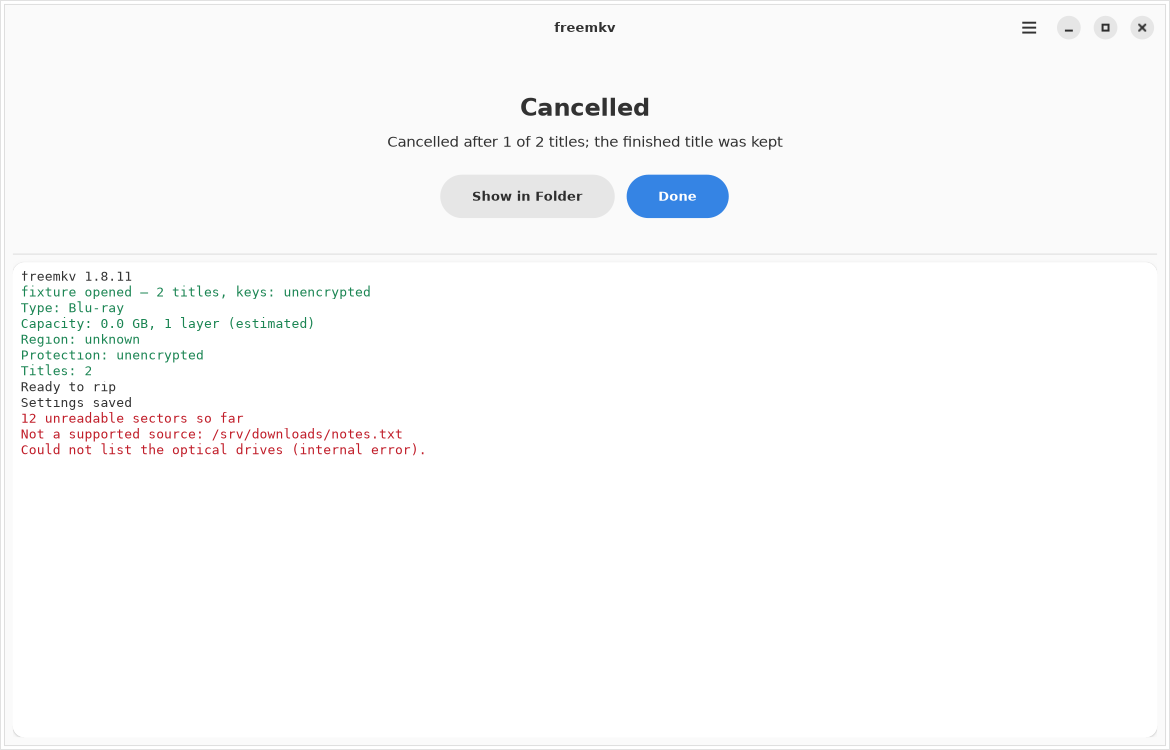 freemkv
Cancelled
Cancelled after 1 of 2 titles; the finished title was kept
Show in Folder
Done
freemkv 1.8.11
fixture opened — 2 titles, keys: unencrypted
Type: Blu-ray
Capacity: 0.0 GB, 1 layer (estimated)
Region: unknown
Protection: unencrypted
Titles: 2
Ready to rip
Settings saved
12 unreadable sectors so far
Not a supported source: /srv/downloads/notes.txt
Could not list the optical drives (internal error).